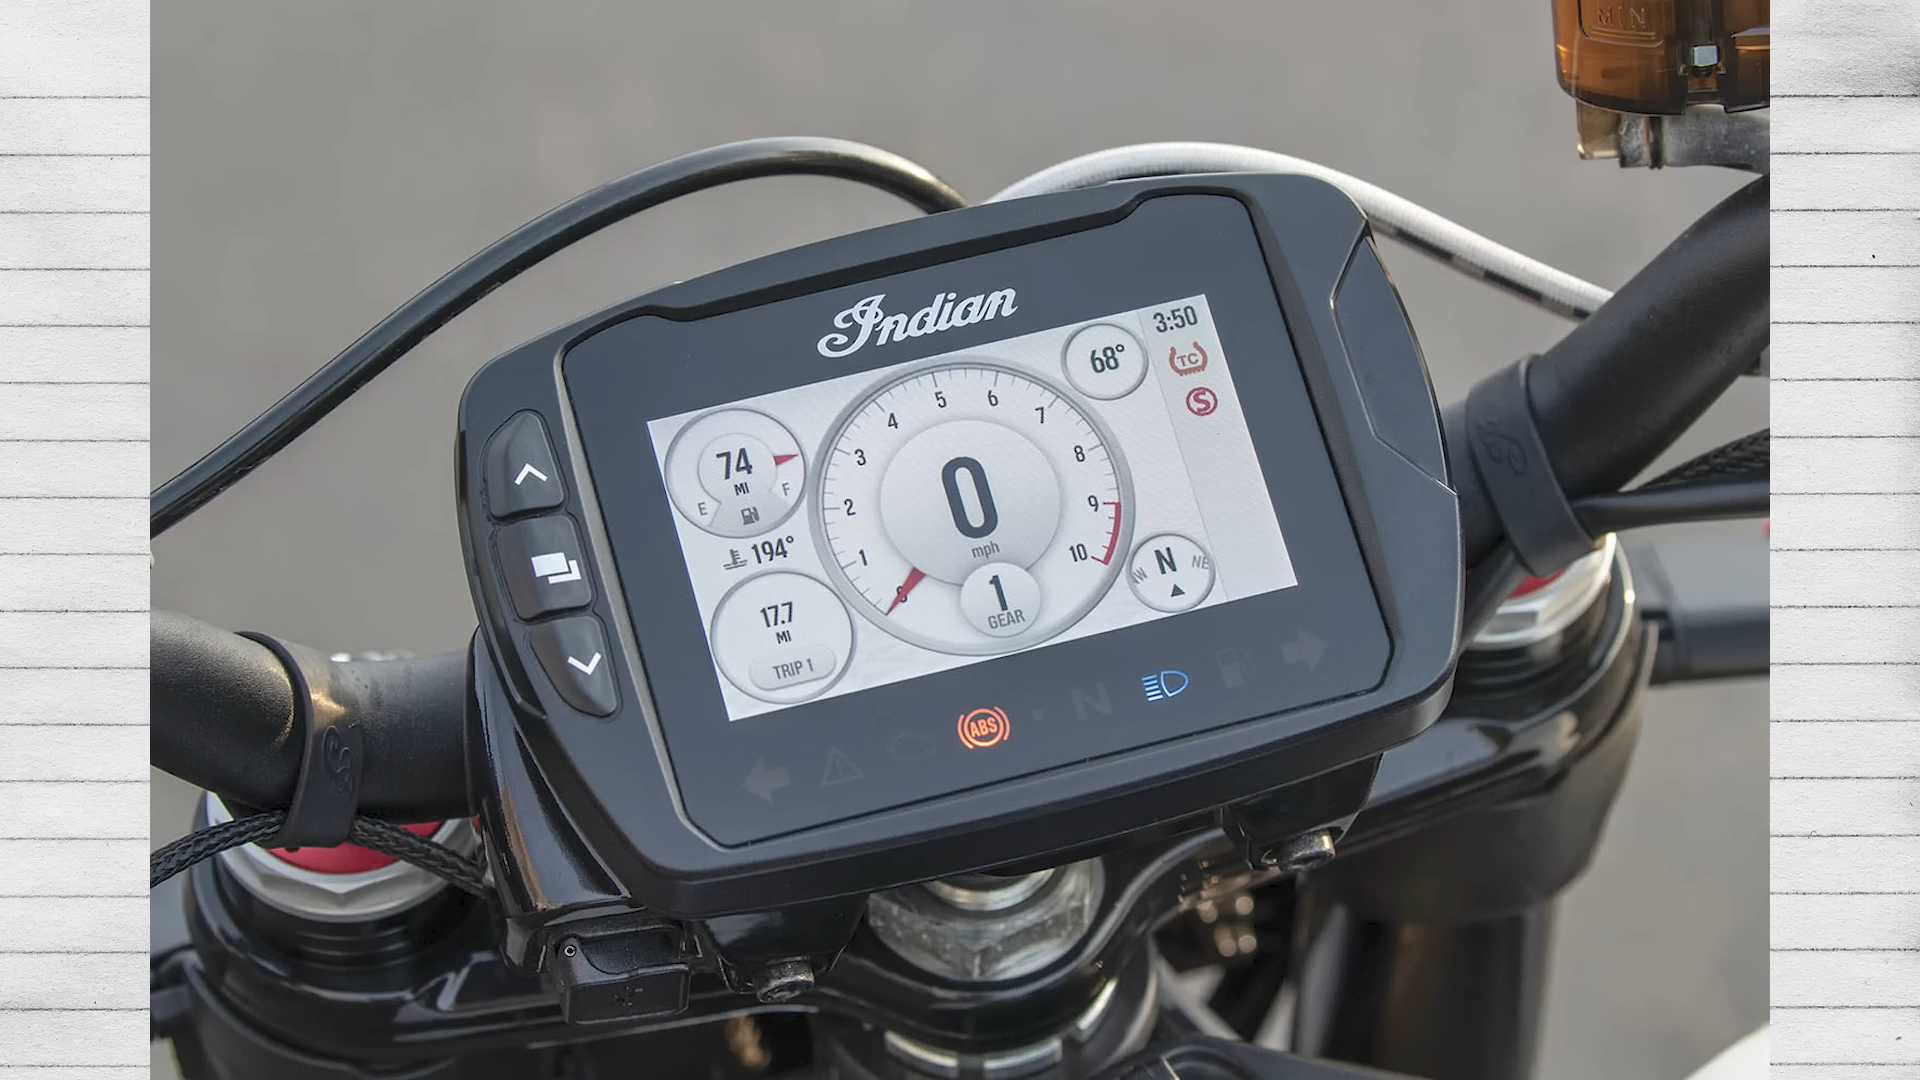 MIN
Indian
3:50
68°
TC
S
74
MI
E F
194°
17.7
MI
TRIP 1
0 1 2 3 4 5 6 7 8 9 10
0
mph
1
GEAR
NW N NE
ABS
N